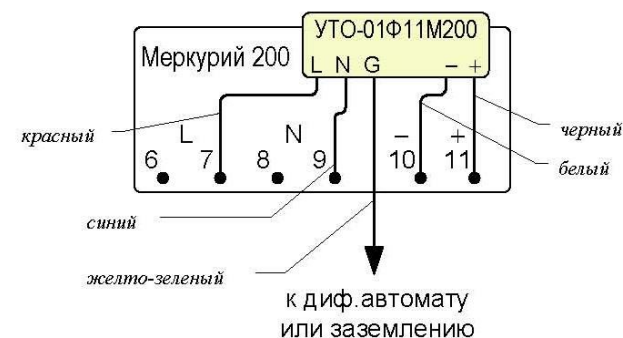 УТО-01Ф11М200
Меркурий 200
L N G - +
красный
L N - +
черный
6 7 8 9 10 11
белый
синий
желто-зеленый
к диф.автомату
или заземлению